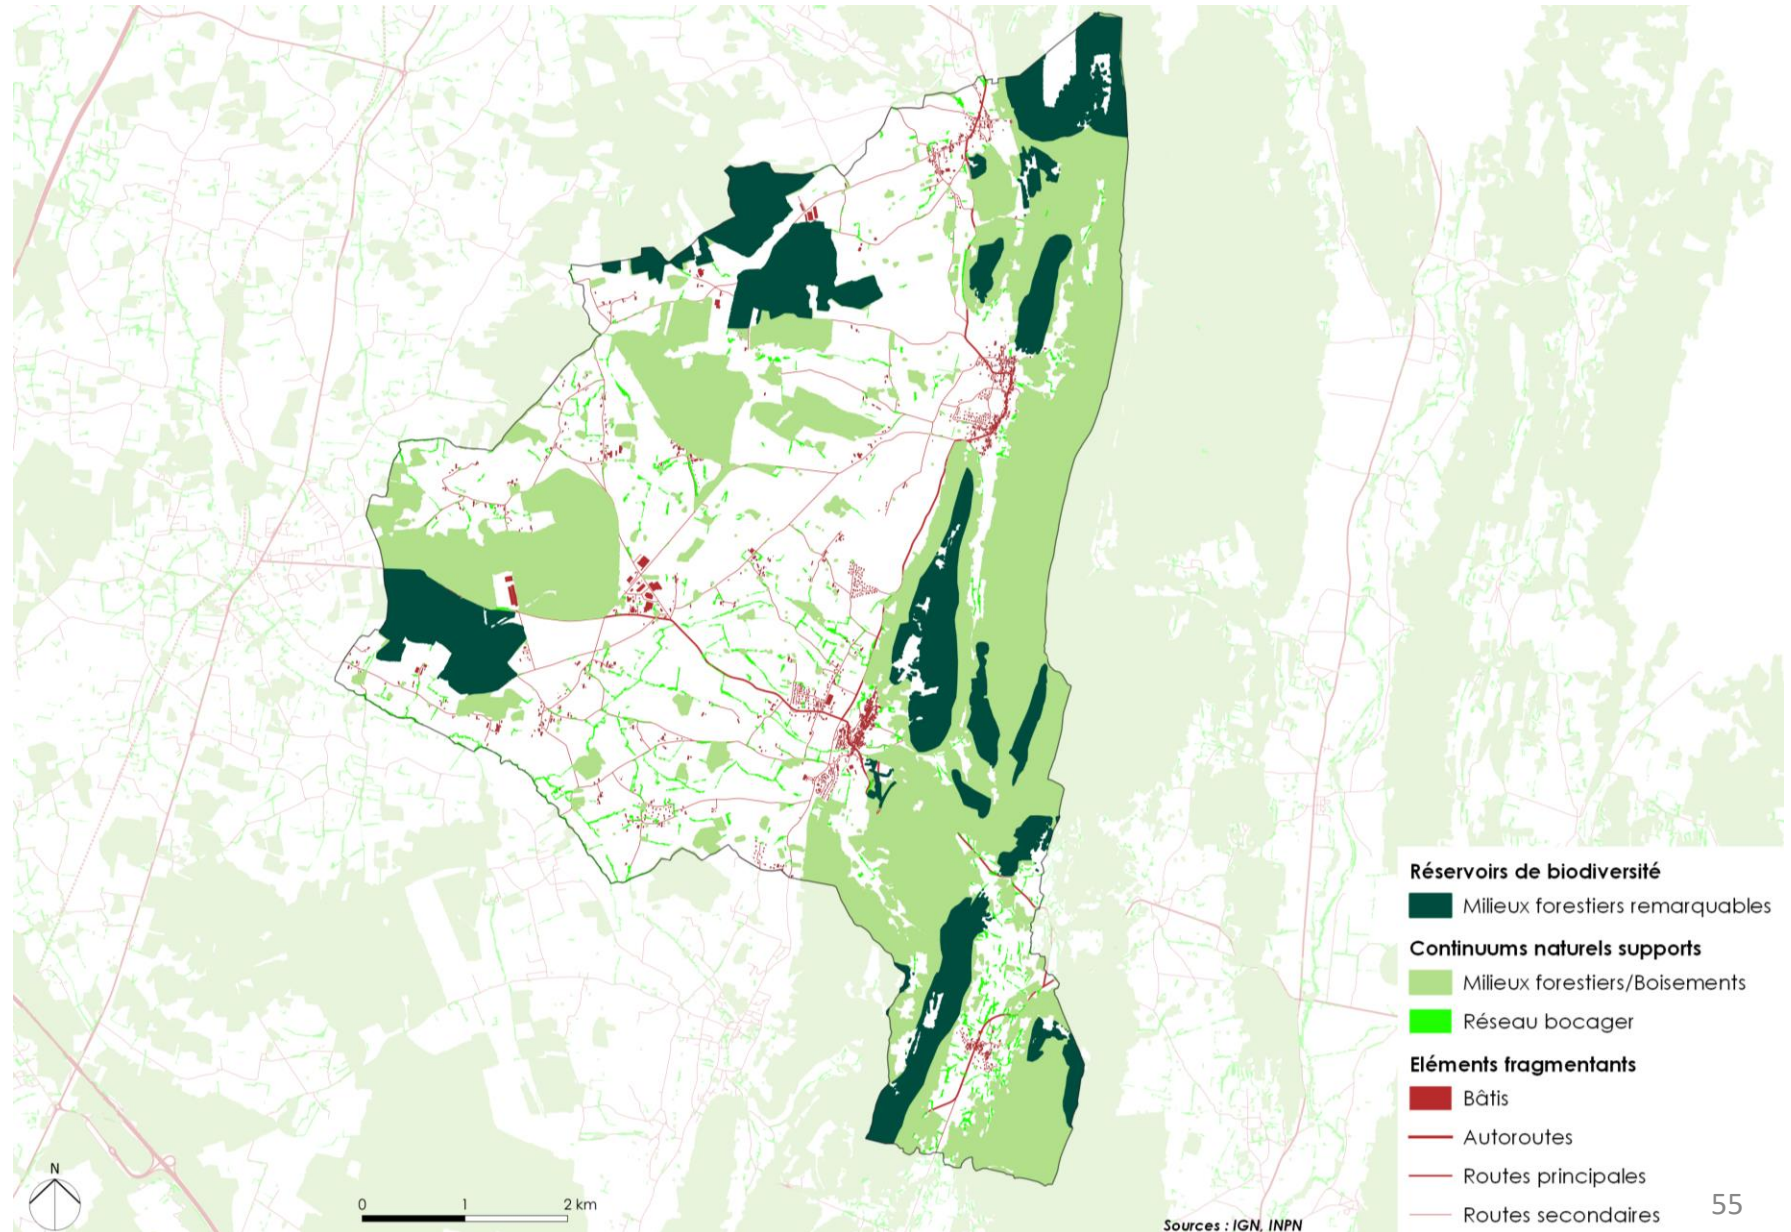 Réservoirs de biodiversité
Milieux forestiers remarquables
Continuums naturels supports
Milieux forestiers/Boisements
Réseau bocager
Eléments fragmentants
Bâtis
Autoroutes
Routes principales
Routes secondaires
55
N
0 1 2 km
Sources : IGN, INPN